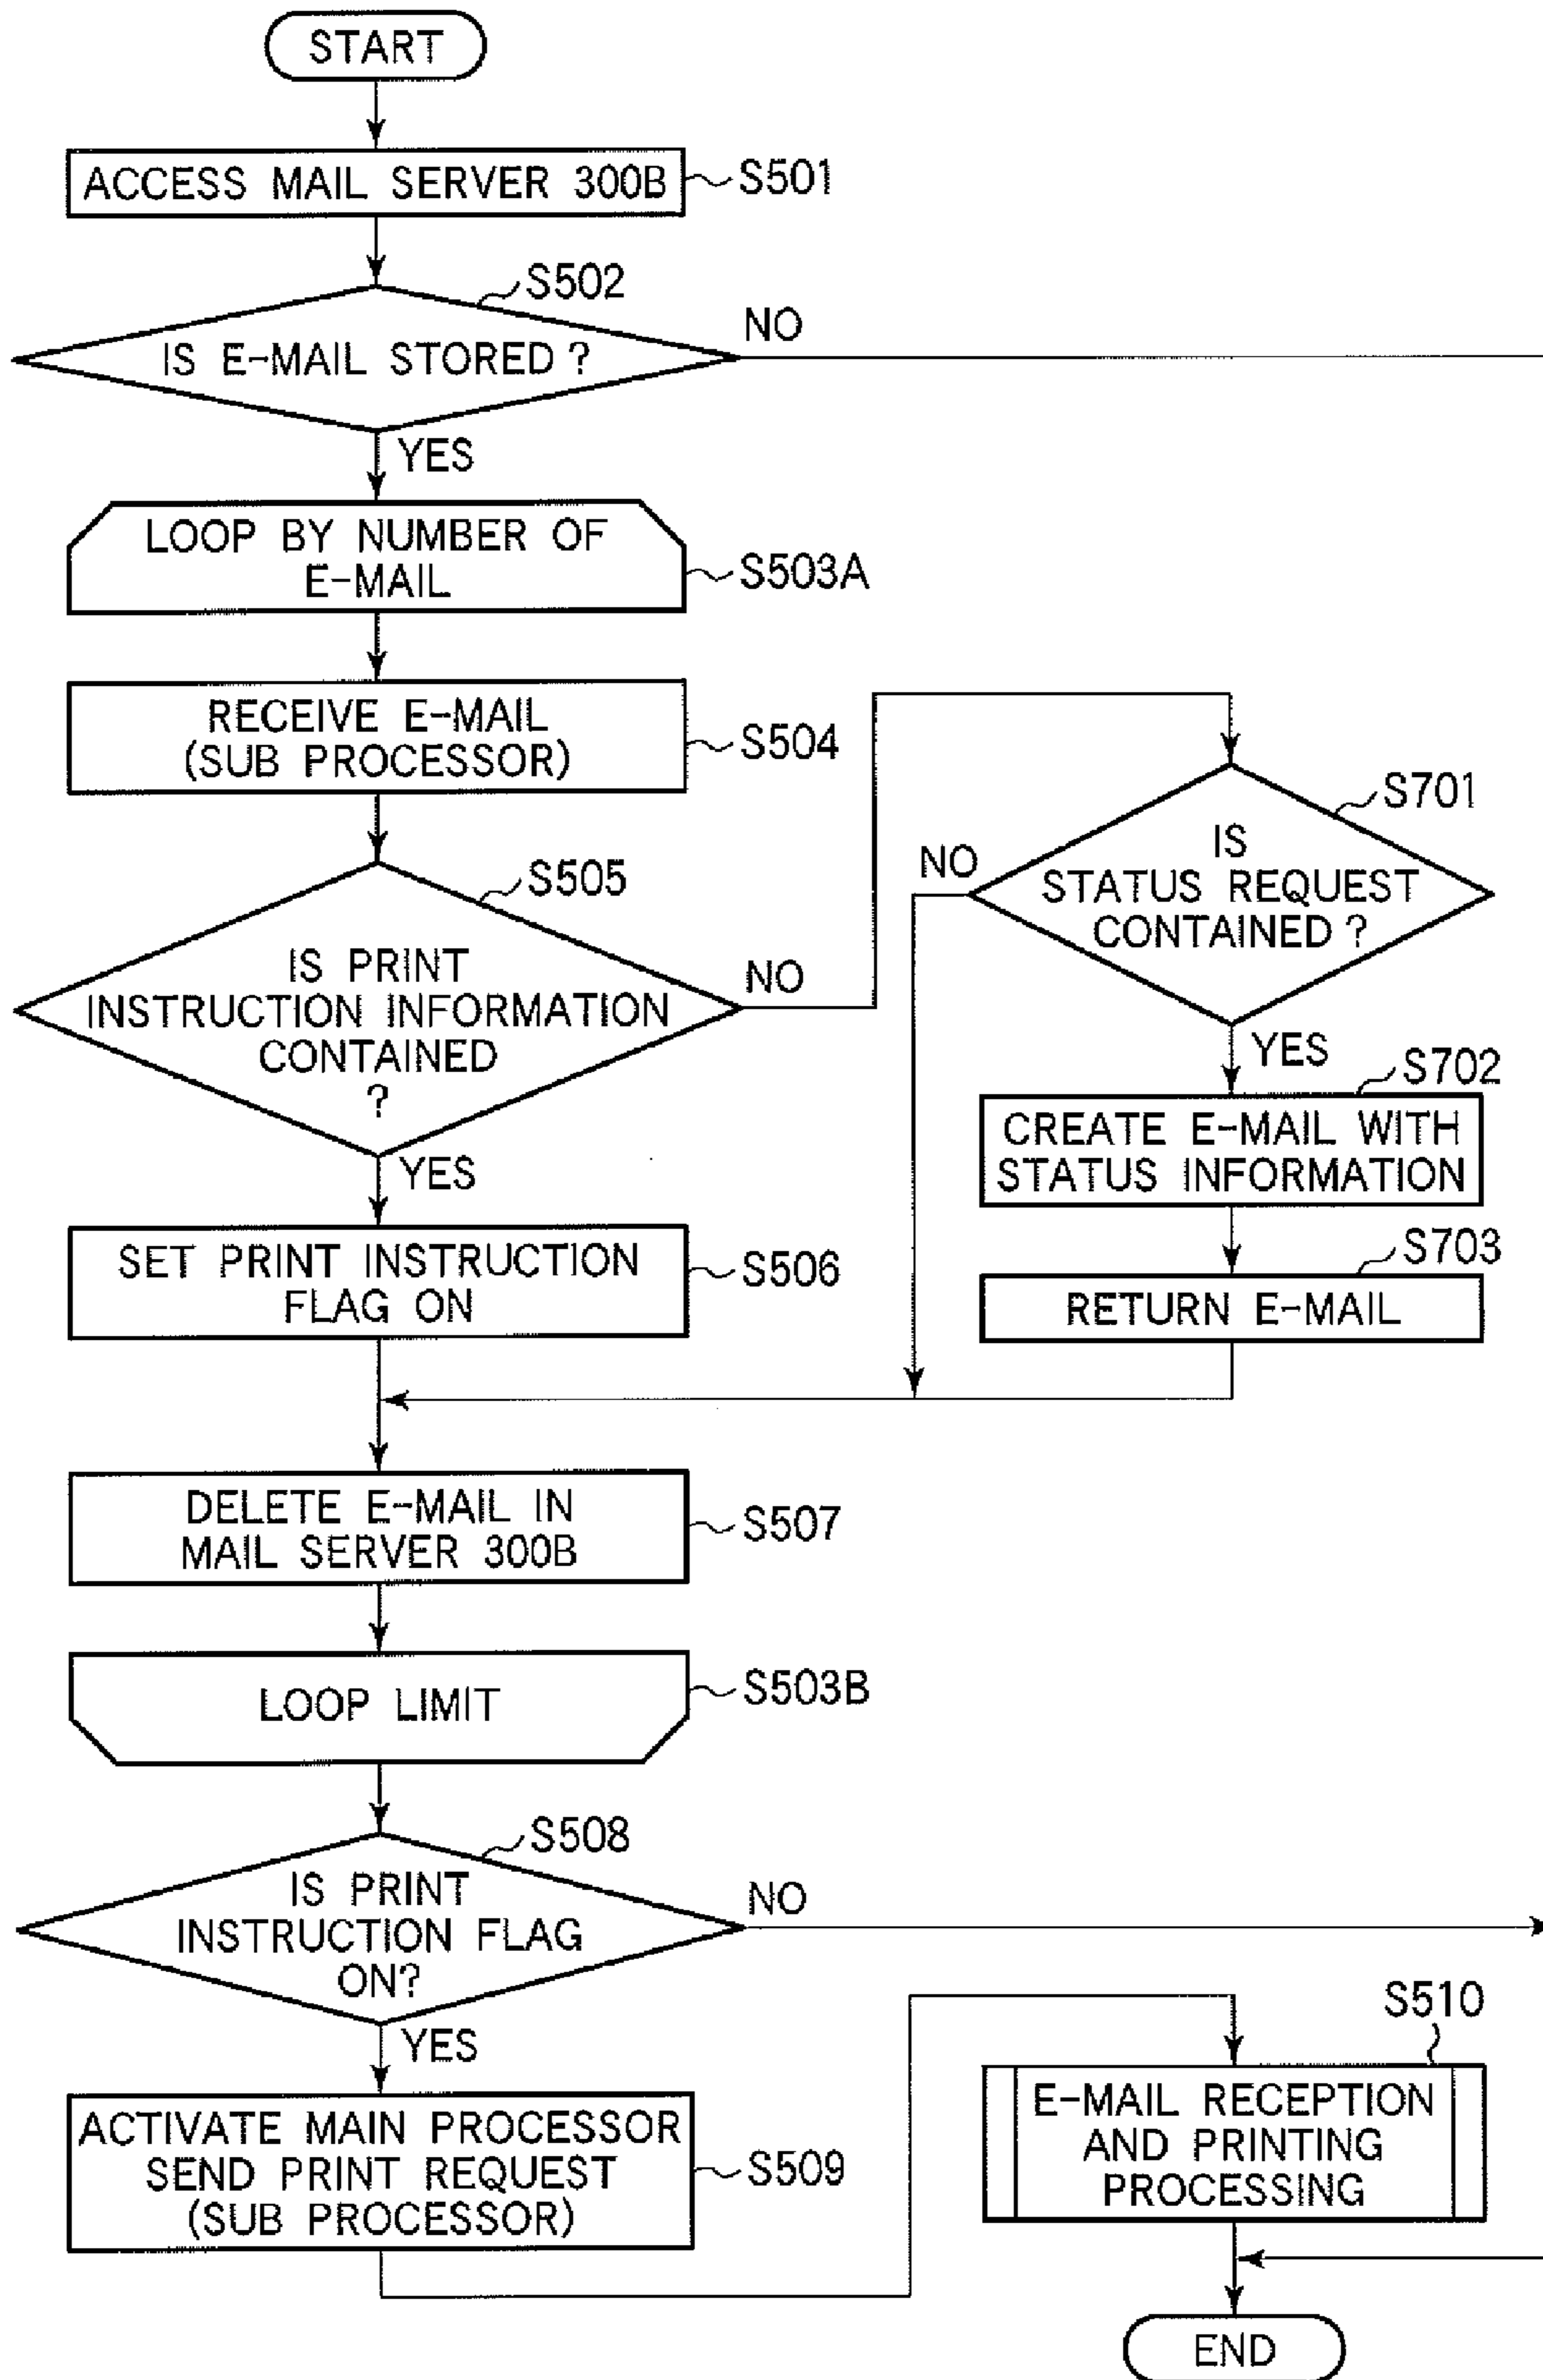 START
ACCESS MAIL SERVER 300B
S501
S502
IS E-MAIL STORED ?
NO
YES
LOOP BY NUMBER OF
E-MAIL
S503A
RECEIVE E-MAIL
(SUB PROCESSOR)
S504
S505
IS PRINT
INSTRUCTION INFORMATION
CONTAINED
?
NO
YES
S701
IS
STATUS REQUEST
CONTAINED ?
NO
YES
S702
CREATE E-MAIL WITH
STATUS INFORMATION
S703
RETURN E-MAIL
SET PRINT INSTRUCTION
FLAG ON
S506
DELETE E-MAIL IN
MAIL SERVER 300B
S507
LOOP LIMIT
S503B
S508
IS PRINT
INSTRUCTION FLAG
ON?
NO
YES
ACTIVATE MAIN PROCESSOR
SEND PRINT REQUEST
(SUB PROCESSOR)
S509
S510
E-MAIL RECEPTION
AND PRINTING
PROCESSING
END